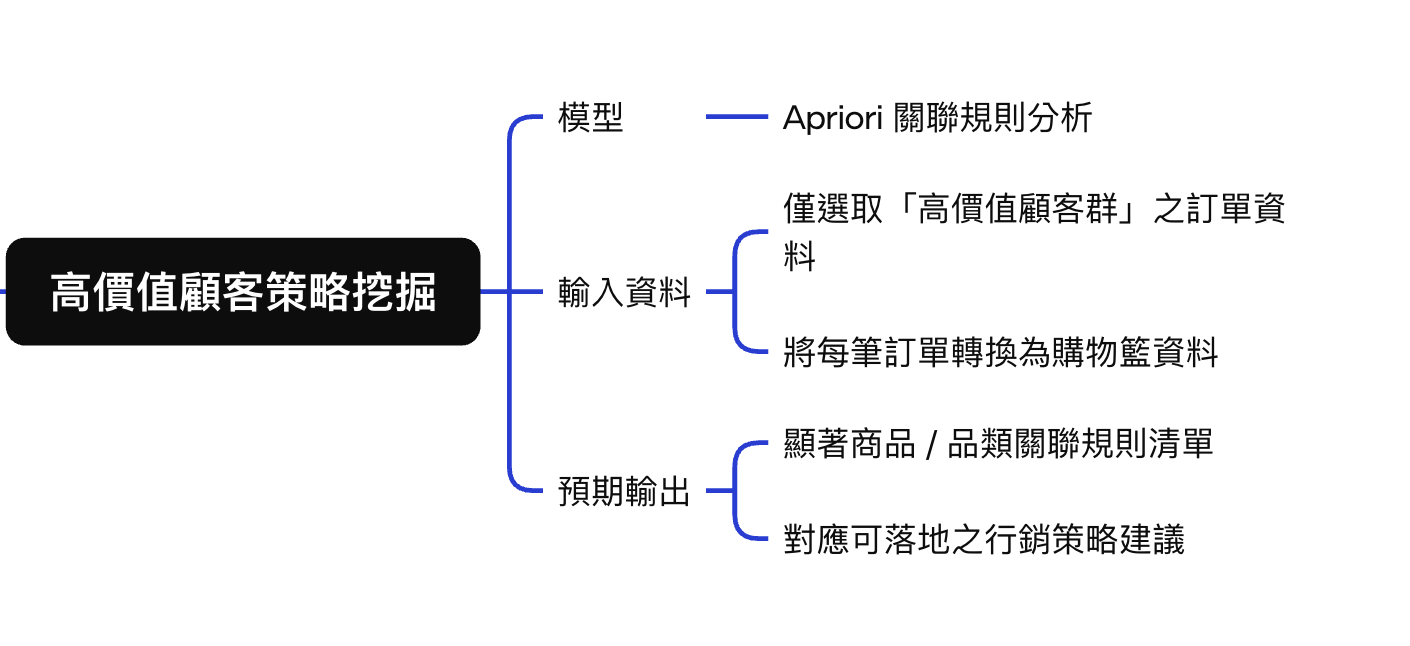 高價值顧客策略挖掘
模型
Apriori 關聯規則分析
輸入資料
僅選取「高價值顧客群」之訂單資
料
將每筆訂單轉換為購物籃資料
預期輸出
顯著商品 / 品類關聯規則清單
對應可落地之行銷策略建議